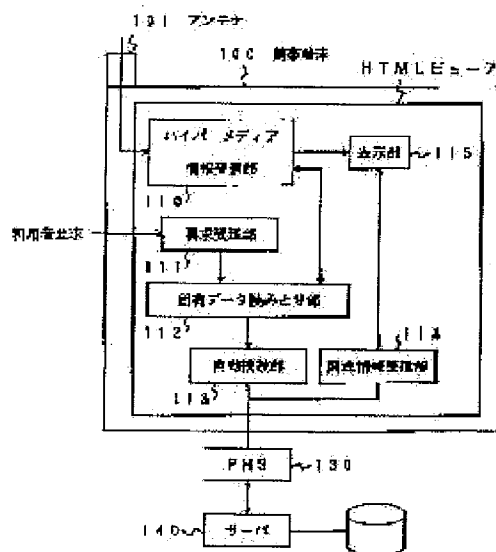 101 アンテナ
100 携帯端末
HTMLビューア
ハイパーメディア
情報管理部
表示部
115
110
利用者要求
要求処理部
111
固有データ読みとり部
112
114
自動接続部
関連情報管理部
113
PHS
130
140
サーバ